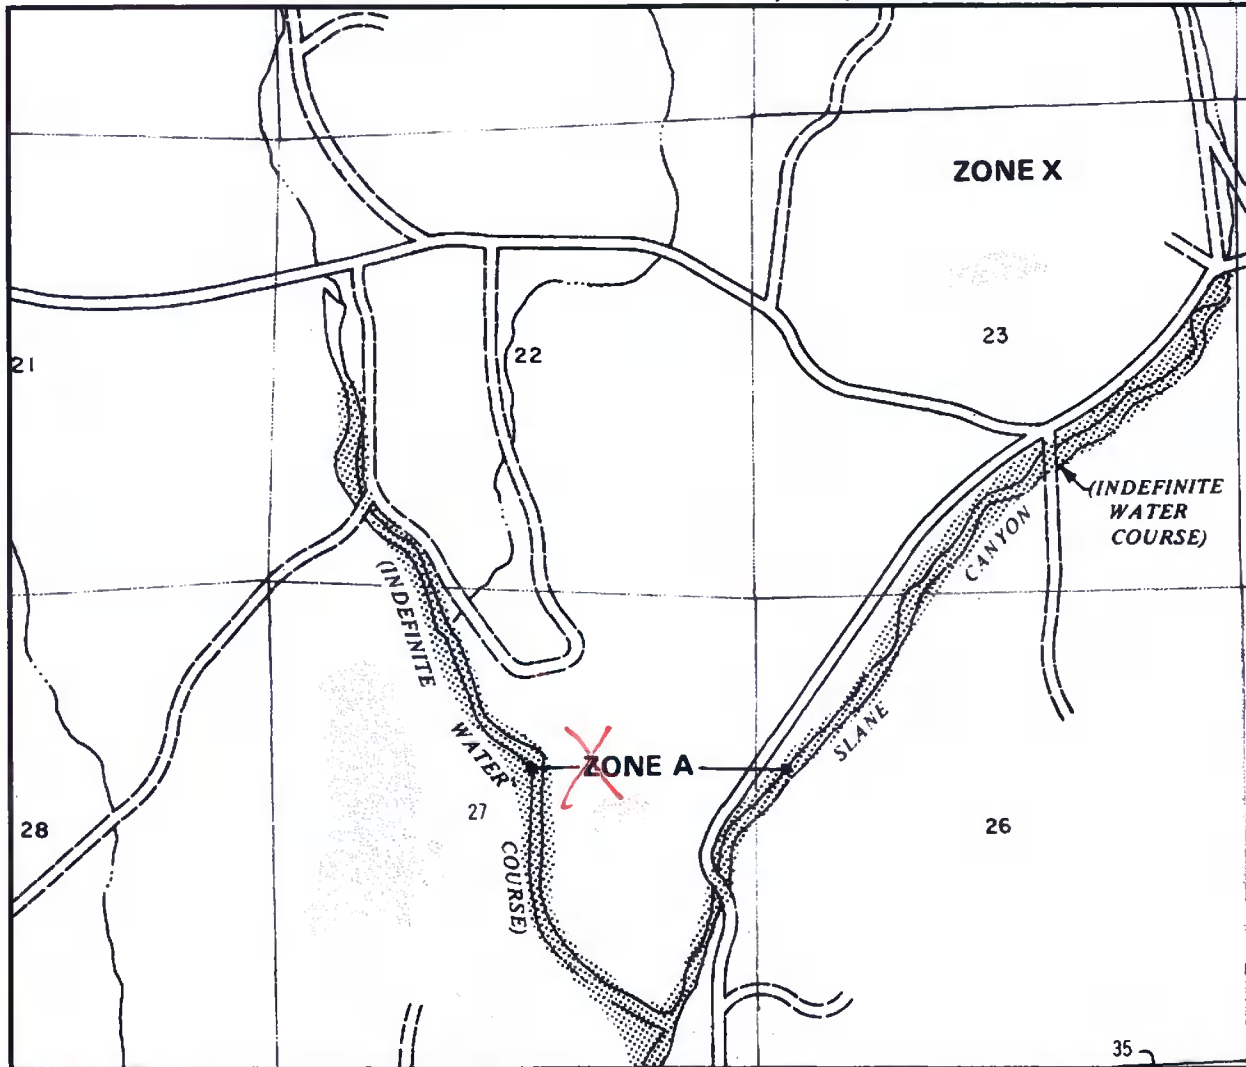 ZONE X
23
21
22
(INDEFINITE
WATER
COURSE)
SLANE CANYON
(INDEFINITE WATER COURSE)
ZONE A
X
27
28
26
35